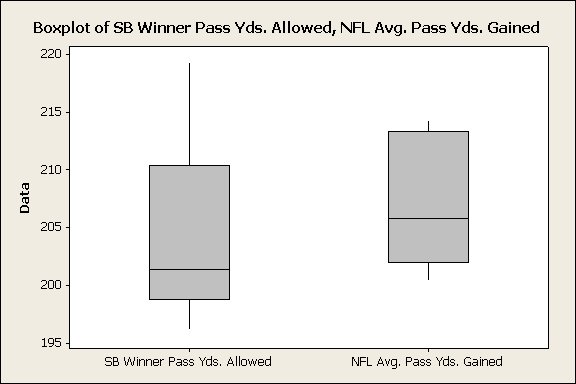 Boxplot of SB Winner Pass Yds. Allowed, NFL Avg. Pass Yds. Gained
220
215
210
205
200
195
Data
SB Winner Pass Yds. Allowed
NFL Avg. Pass Yds. Gained